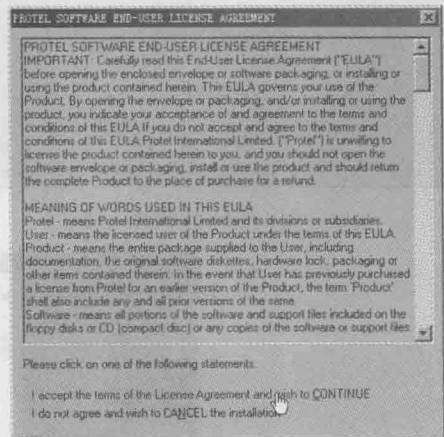 PROTEL SOFTWARE END-USER LICENSE AGREEMENT
PROTEL SOFTWARE END-USER LICENSE AGREEMENT
IMPORTANT: Carefully read this End-User License Agreement ("EULA")
before opening the enclosed envelope or software packaging, or installing or
using the product contained herein. This EULA governs your use of the
Product. By opening the envelope or packaging, and/or installing or using the
product, you indicate your acceptance of and agreement to the terms and
conditions of this EULA If you do not accept and agree to the terms and
conditions of this EULA Protel International Limited, ("Protel") is unwilling to
license the product contained herein to you, and you should not open the
software envelope or packaging, install or use the product and should return
the complete Product to the place of purchase for a refund.
MEANING OF WORDS USED IN THIS EULA
Protel - means Protel International Limited and its divisions or subsidiaries.
User - means the licensed user of the Product under the terms of this EULA.
Product - means the entire package supplied to the User, including
documentation, the original software diskettes, hardware lock, packaging or
other items contained therein. In the event that User has previously purchased
a license from Protel for an earlier version of the Product, the term 'Product'
shall also include any and all prior versions of the same.
Software - means all portions of the software and support files included on the
floppy disks or CD (compact disc) or any copies of the software or support files
Please click on one of the following statements:
I accept the terms of the License Agreement and wish to CONTINUE
I do not agree and wish to CANCEL the installation